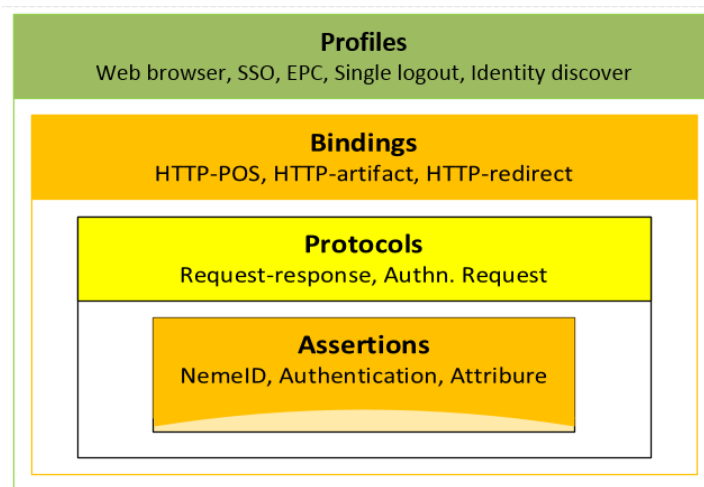 Profiles
Web browser, SSO, EPC, Single logout, Identity discover
Bindings
HTTP-POS, HTTP-artifact, HTTP-redirect
Protocols
Request-response, Authn. Request
Assertions
NemeID, Authentication, Attribure